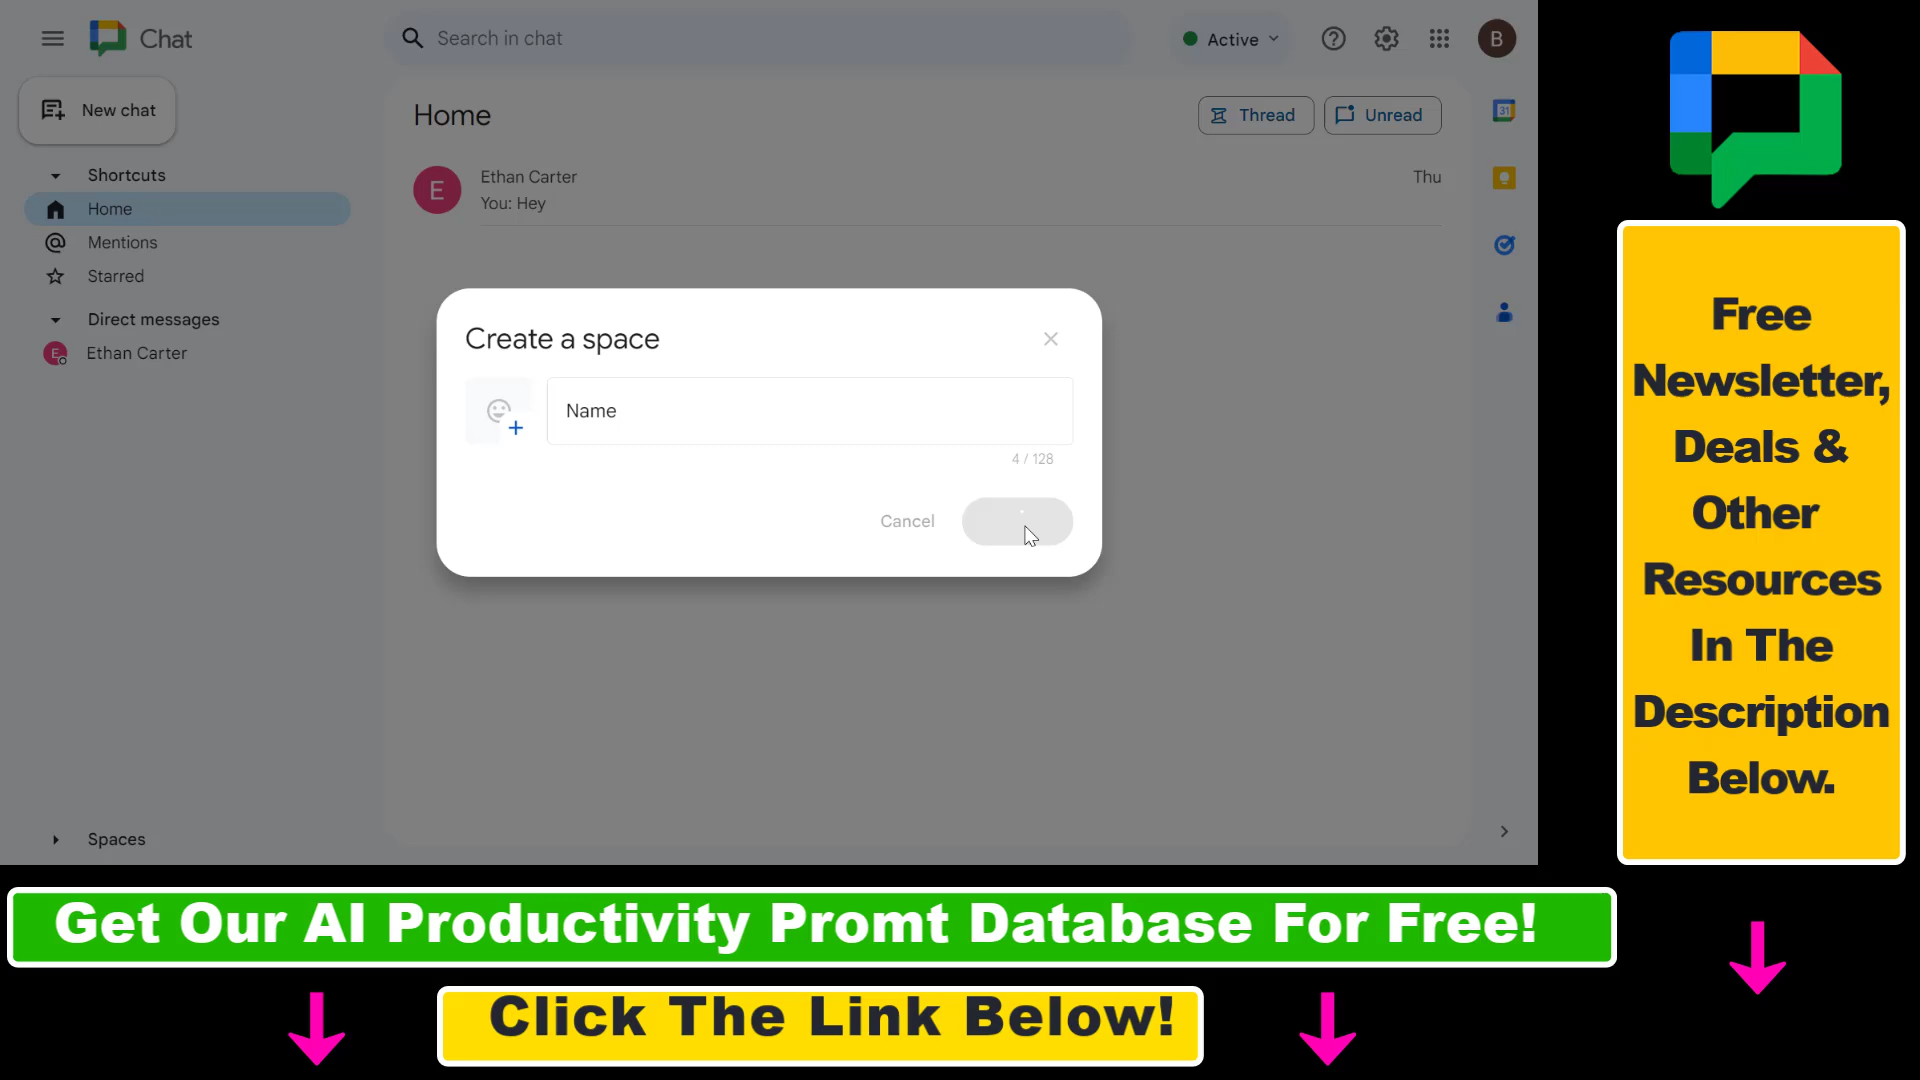 Chat
Search in chat
Active
B
New chat
Shortcuts
Home
Mentions
Starred
Direct messages
E Ethan Carter
Spaces
Home
Thread
Unread
E
Ethan Carter
Thu
You: Hey
Create a space
Name
4 / 128
Cancel
31
Free
Newsletter,
Deals &
Other
Resources
In The
Description
Below.
Get Our AI Productivity Promt Database For Free!
Click The Link Below!